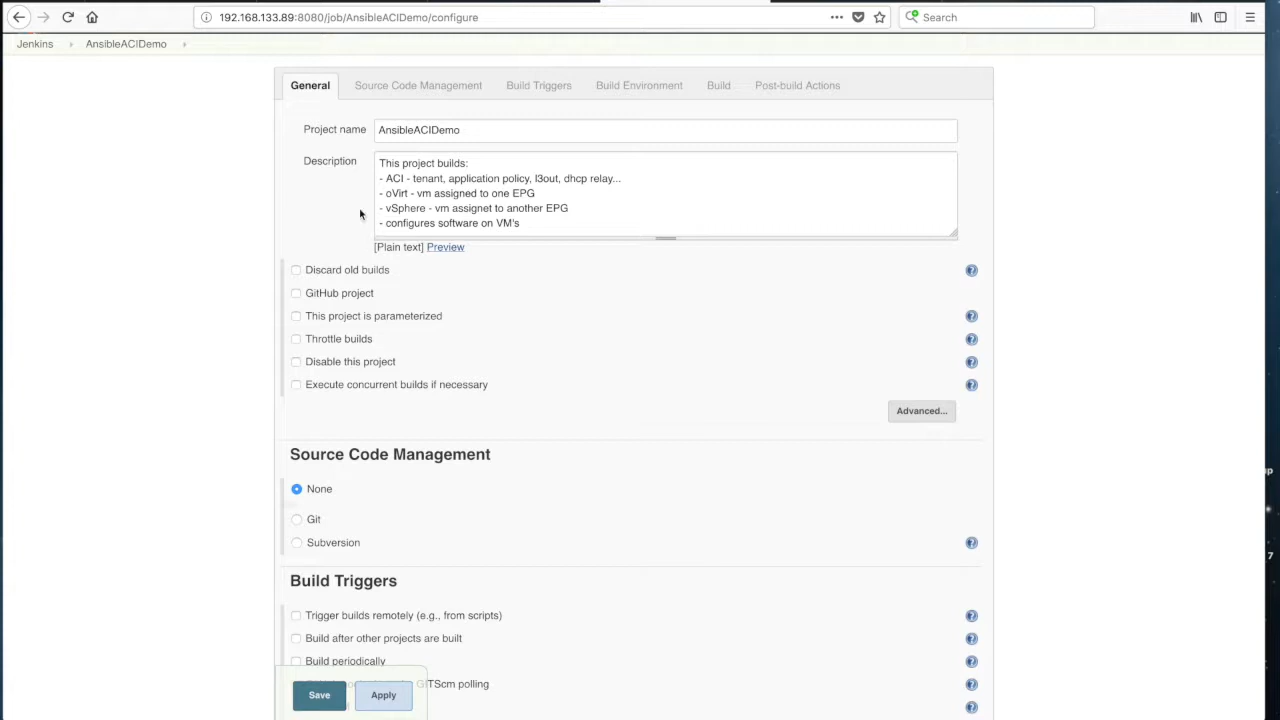 192.168.133.89:8080/job/AnsibleACIDemo/configure
Search
Jenkins
AnsibleACIDemo
General
Source Code Management
Build Triggers
Build Environment
Build
Post-build Actions
Project name
AnsibleACIDemo
Description
This project builds:
- ACI - tenant, application policy, l3out, dhcp relay...
- oVirt - vm assigned to one EPG
- vSphere - vm assignet to another EPG
- configures software on VM's
[Plain text] Preview
Discard old builds
GitHub project
This project is parameterized
Throttle builds
Disable this project
Execute concurrent builds if necessary
Advanced...
Source Code Management
None
Git
Subversion
up
7
Build Triggers
Trigger builds remotely (e.g., from scripts)
Build after other projects are built
Build periodically
GITScm polling
Save
Apply